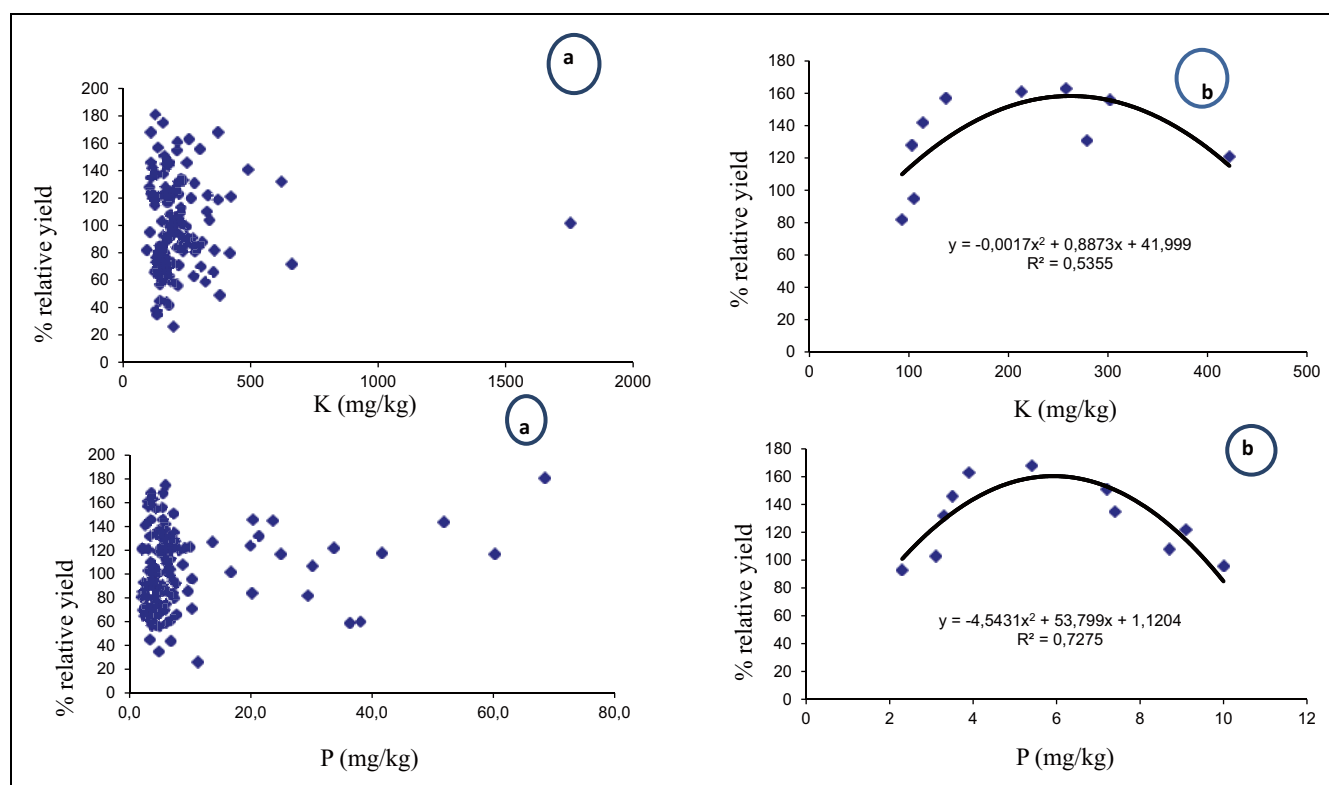 a
200
180
160
140
120
100
80
60
40
20
0
0 500 1000 1500 2000
% relative yield
K (mg/kg)
b
180
160
140
120
100
80
60
40
20
0
0 100 200 300 400 500
% relative yield
y = -0,0017x² + 0,8873x + 41,999
R² = 0,5355
K (mg/kg)
a
200
180
160
140
120
100
80
60
40
20
0
0,0 20,0 40,0 60,0 80,0
% relative yield
P (mg/kg)
b
180
160
140
120
100
80
60
40
20
0
0 2 4 6 8 10 12
% relative yield
y = -4,5431x² + 53,799x + 1,1204
R² = 0,7275
P (mg/kg)